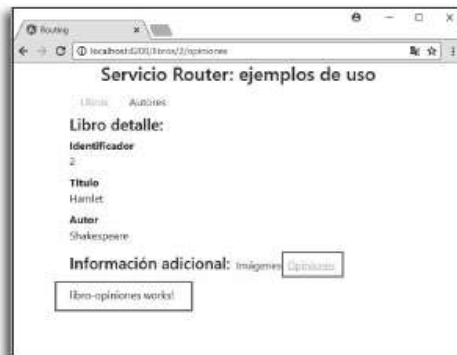 Routing
localhost:4200/libros/2/opiniones
Servicio Router: ejemplos de uso
Libros Autores
Libro detalle:
Identificador
2
Título
Hamlet
Autor
Shakespeare
Información adicional: Imágenes Opiniones
libro-opiniones works!